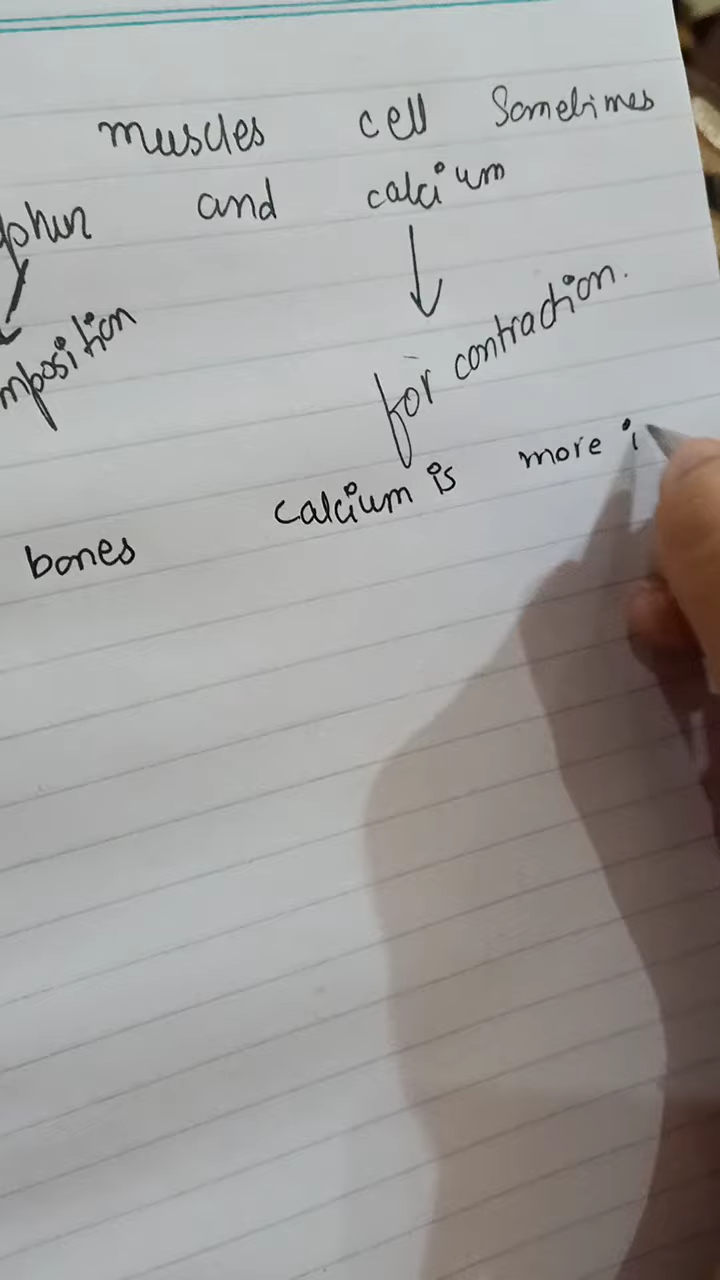 muscles cell Sometimes
and calcium
for contraction.
calcium is more i
bones